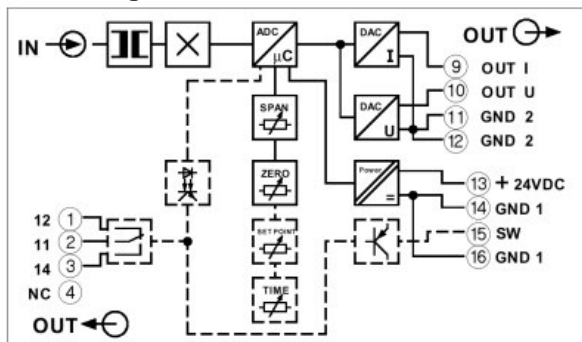 IN
ADC
µC
DAC
I
OUT
9 OUT I
10 OUT U
11 GND 2
12 GND 2
DAC
U
SPAN
ZERO
Power
=
13 + 24VDC
14 GND 1
15 SW
16 GND 1
SET POINT
TIME
12 1
11 2
14 3
NC 4
OUT